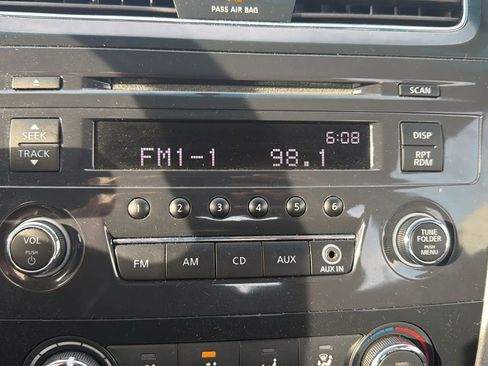 PASS AIR BAG
SCAN
SEEK
TRACK
6:08
FM1-1 98.1
DISP
RPT
RDM
1 2 3 4 5 6
VOL
PUSH
TUNE
FOLDER
PUSH
MENU
FM AM CD AUX
AUX IN